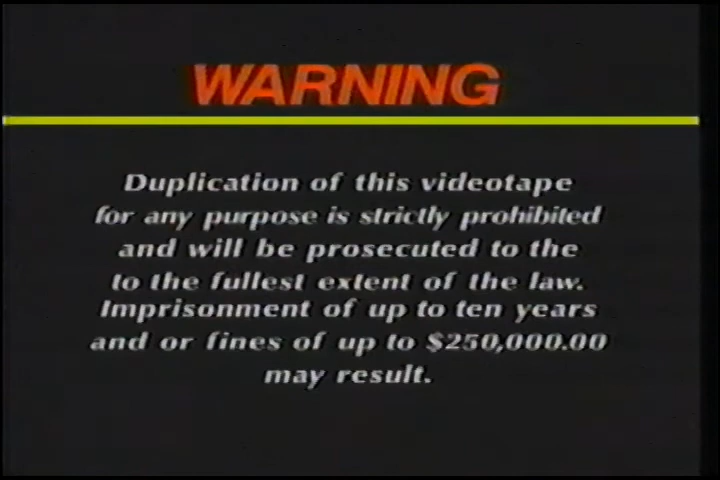 WARNING
Duplication of this videotape
for any purpose is strictly prohibited
and will be prosecuted to the
to the fullest extent of the law.
Imprisonment of up to ten years
and or fines of up to $250,000.00
may result.